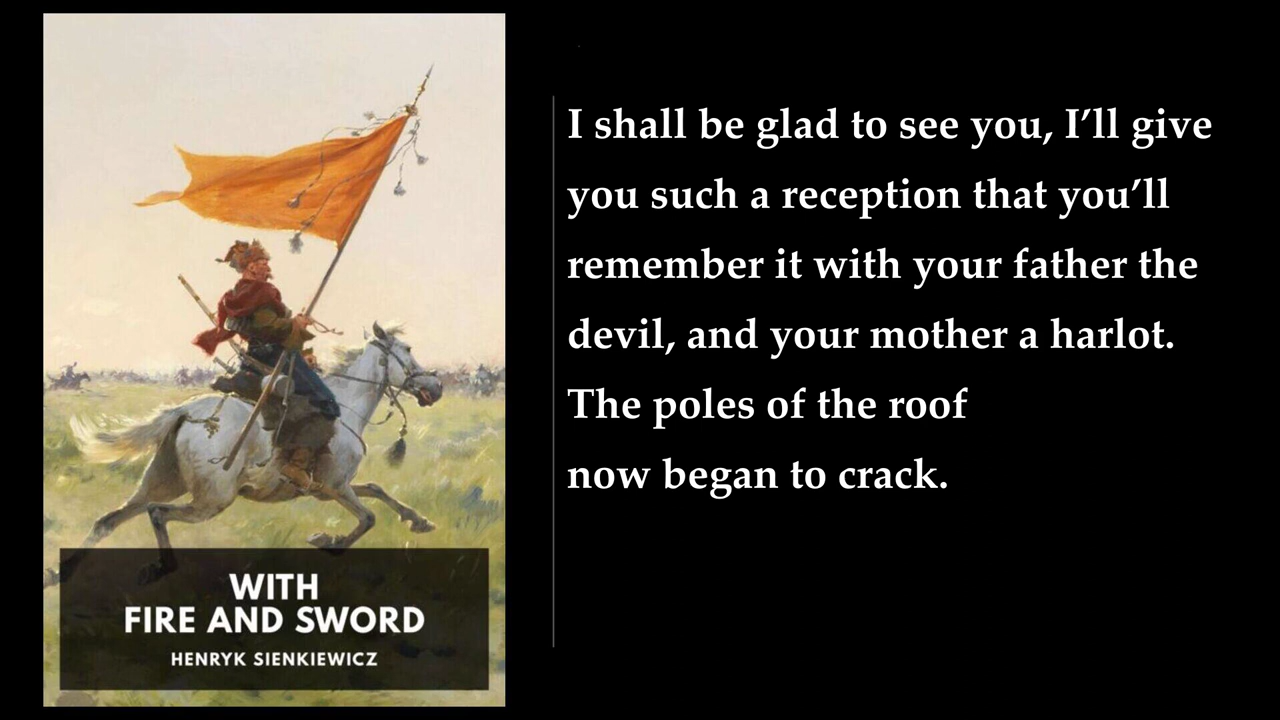 I shall be glad to see you, I’ll give
you such a reception that you’ll
remember it with your father the
devil, and your mother a harlot.
The poles of the roof
now began to crack.
WITH
FIRE AND SWORD
HENRYK SIENKIEWICZ